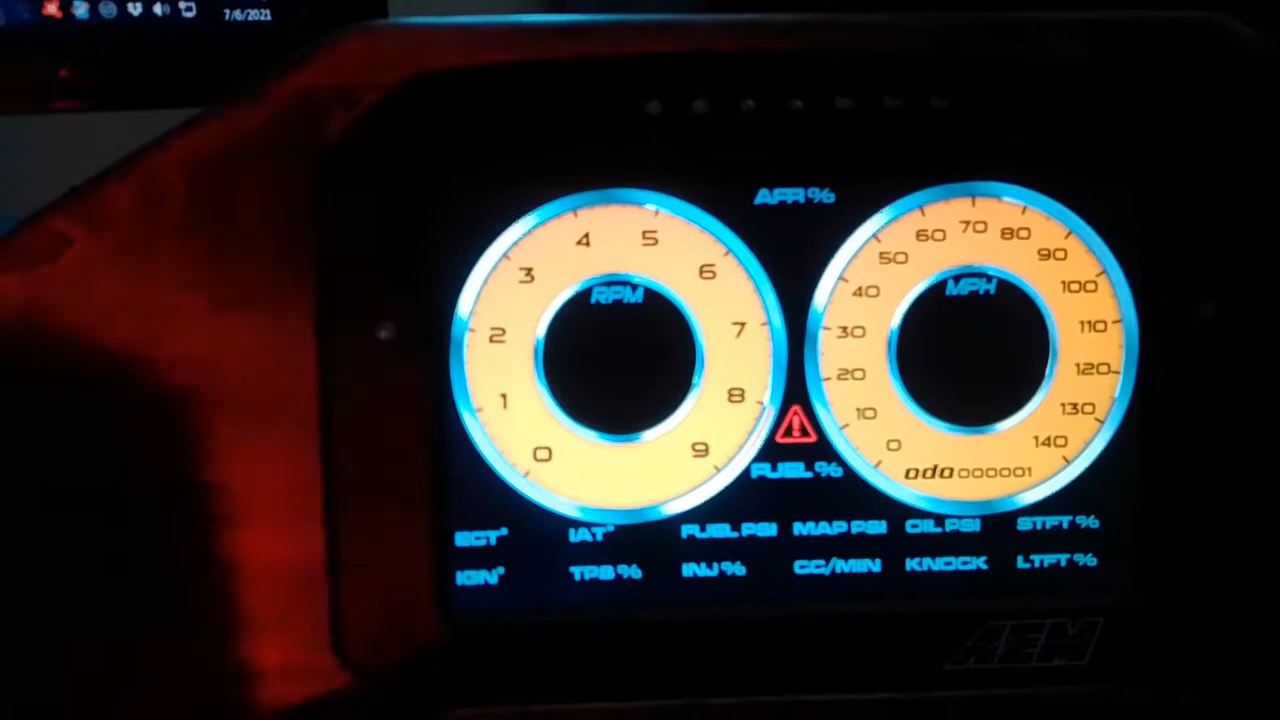 7/6/2021
AFR %
RPM
0 1 2 3 4 5 6 7 8 9
MPH
0 10 20 30 40 50 60 70 80 90 100 110 120 130 140
odo 000001
FUEL %
ECT° IAT° FUEL PSI MAP PSI OIL PSI STFT %
IGN° TPS % INJ % CC/MIN KNOCK LTFT %
AEM